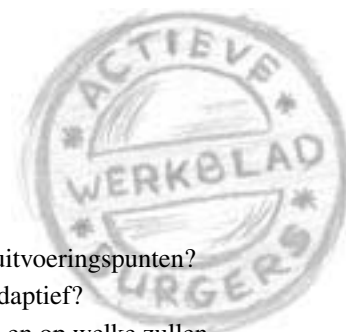 ACTIEVE
WERKBLAD
BURGERS
uitvoeringspunten?
daptief?
en op welke zullen